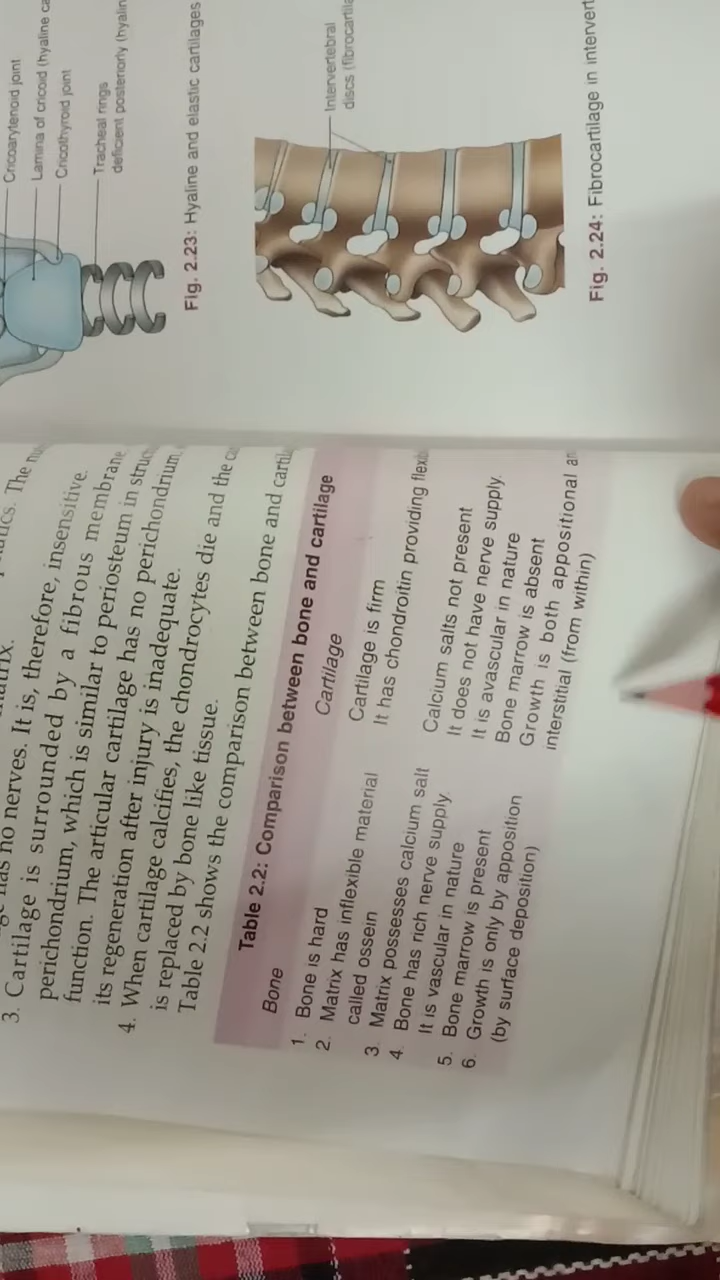 has no nerves. It is, therefore, insensitive.
3. Cartilage is surrounded by a fibrous membrane
perichondrium, which is similar to periosteum in
function. The articular cartilage has no perichondrium
its regeneration after injury is inadequate.
4. When cartilage calcifies, the chondrocytes die and the
is replaced by bone like tissue.
Table 2.2 shows the comparison between bone and
Table 2.2: Comparison between bone and cartilage
Bone Cartilage
1. Bone is hard Cartilage is firm
2. Matrix has inflexible material It has chondroitin providing
called ossein
3. Matrix possesses calcium salt Calcium salts not present
4. Bone has rich nerve supply. It does not have nerve supply.
It is vascular in nature It is avascular in nature
5. Bone marrow is present Bone marrow is absent
6. Growth is only by apposition Growth is both appositional
(by surface deposition) interstitial (from within)
Cricoarytenoid joint
Lamina of cricoid (hyaline
Cricothyroid joint
Tracheal rings
deficient posteriorly
Fig. 2.23: Hyaline and elastic cartilages
Intervertebral
discs
Fig. 2.24: Fibrocartilage in